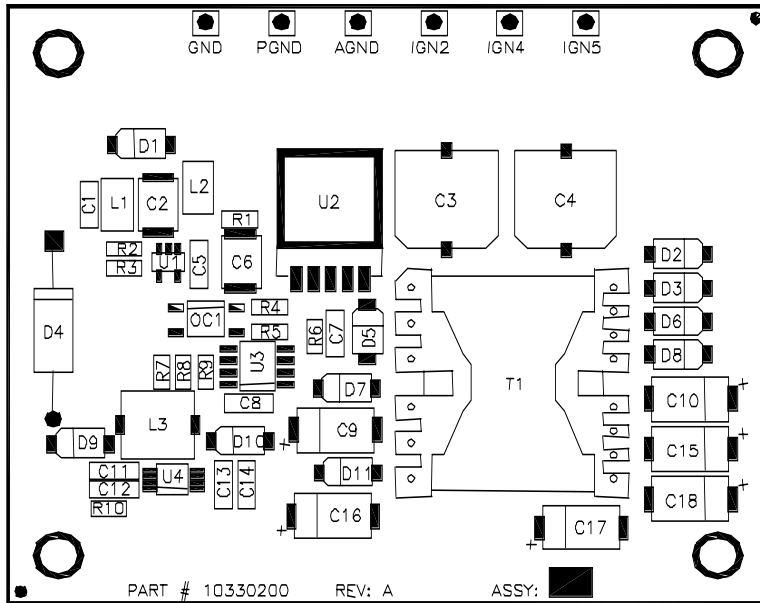 GND PGND AGND IGN2 IGN4 IGN5
D1
C1 L1 C2 L2 U2 C3 C4
R1
R2 U1 C5 C6 D2
R3
D3
D4 OC1 R4 D6
R5 R6 C7 D5
R7 R8 R9 U3 D8
D7 T1
C8 C10
L3 C9
D9 D10 C15
C11 U4 C13 C14 D11
C12 C18
R10 C16 C17
PART # 10330200 REV: A ASSY: